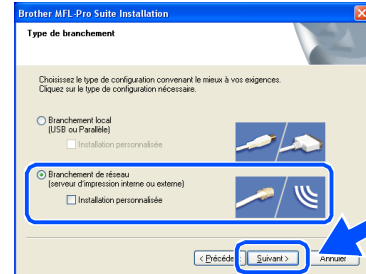 Brother MFL-Pro Suite Installation
Type de branchement
Choisissez le type de configuration convenant le mieux à vos exigences.
Cliquez sur le type de configuration nécessaire.
Branchement local
(USB ou Parallèle)
Installation personnalisée
Branchement de réseau
(serveur d'impression interne ou externe)
Installation personnalisée
< Précéde Suivant > Annuler